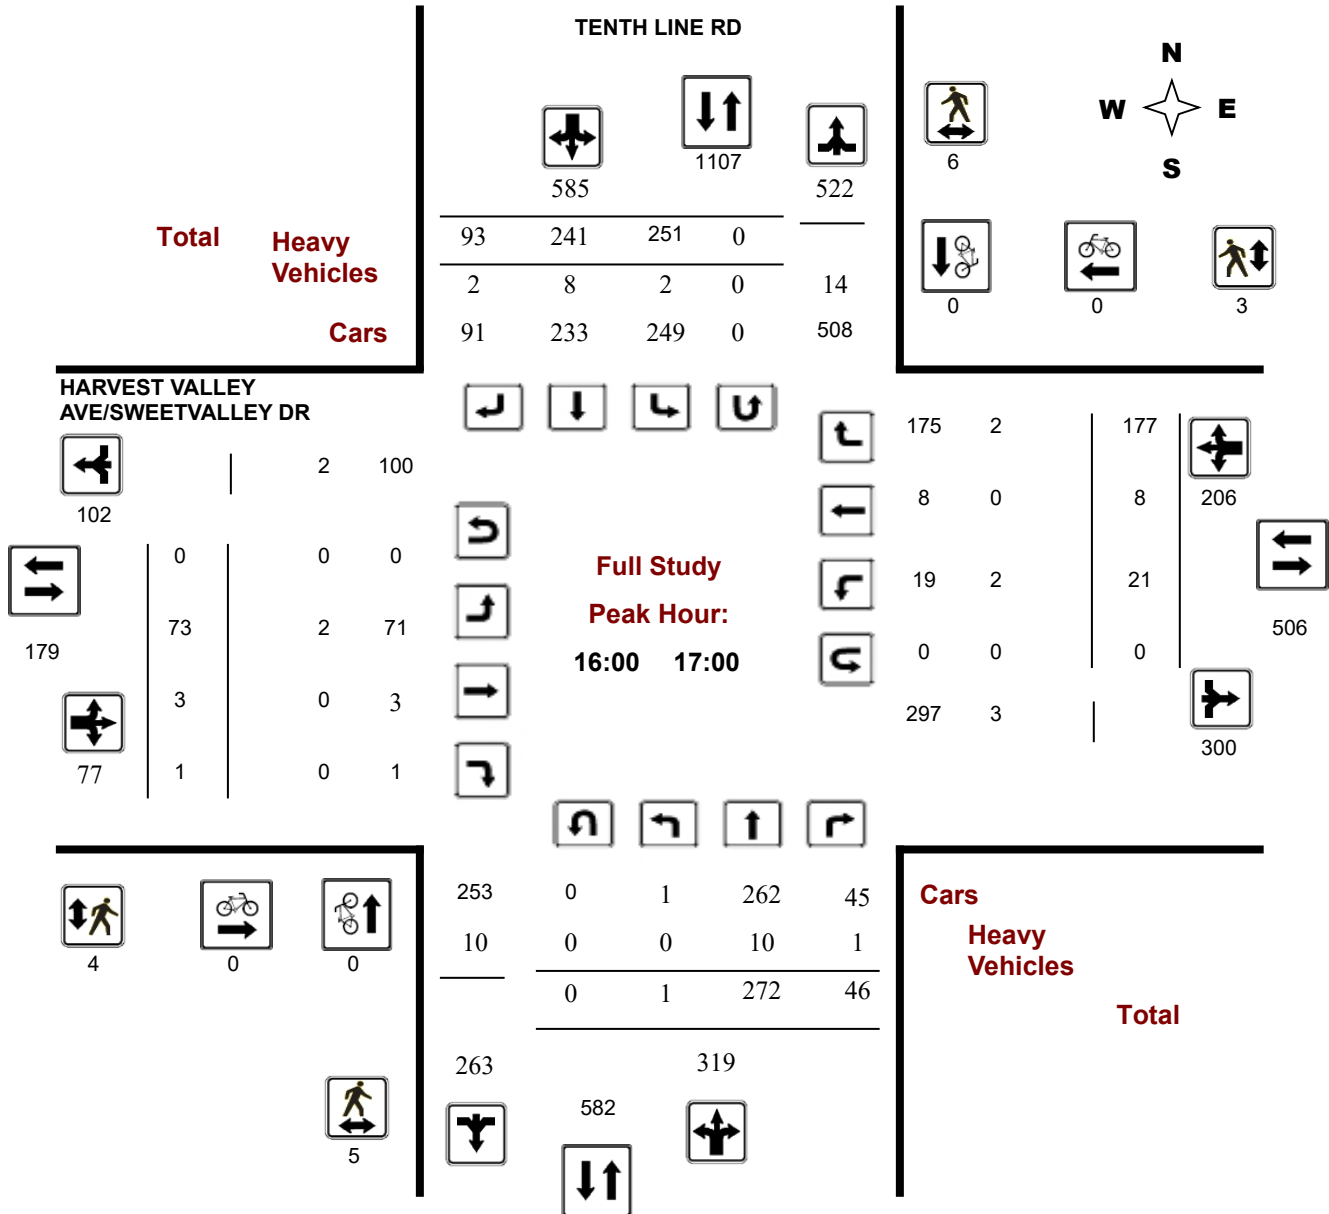 TENTH LINE RD
N
W E
S
1107
6
585 522
Total Heavy Vehicles
93 241 251 0
2 8 2 0 14
0 0 3
Cars
91 233 249 0 508
HARVEST VALLEY
AVE/SWEETVALLEY DR
2 100
175 2 177
102
8 0 8 206
0 0 0
Full Study
19 2 21
73 2 71
Peak Hour:
506
179
16:00 17:00
0 0 0
3 0 3
297 3
300
77 1 0 1
253 0 1 262 45
Cars
10 0 0 10 1
Heavy
Vehicles
4 0 0
0 1 272 46
Total
263 319
582
5